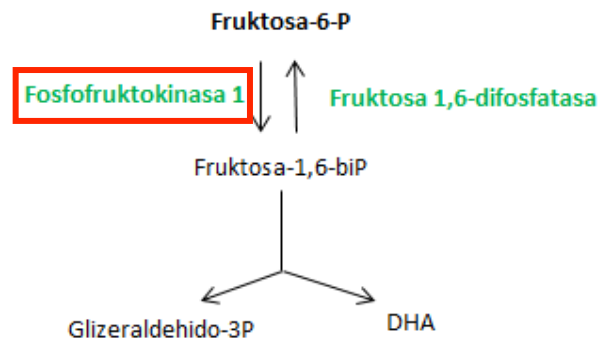 Fruktosa-6-P
Fosfofruktokinasa 1
Fruktosa 1,6-difosfatasa
Fruktosa-1,6-biP
Glizeraldehido-3P
DHA